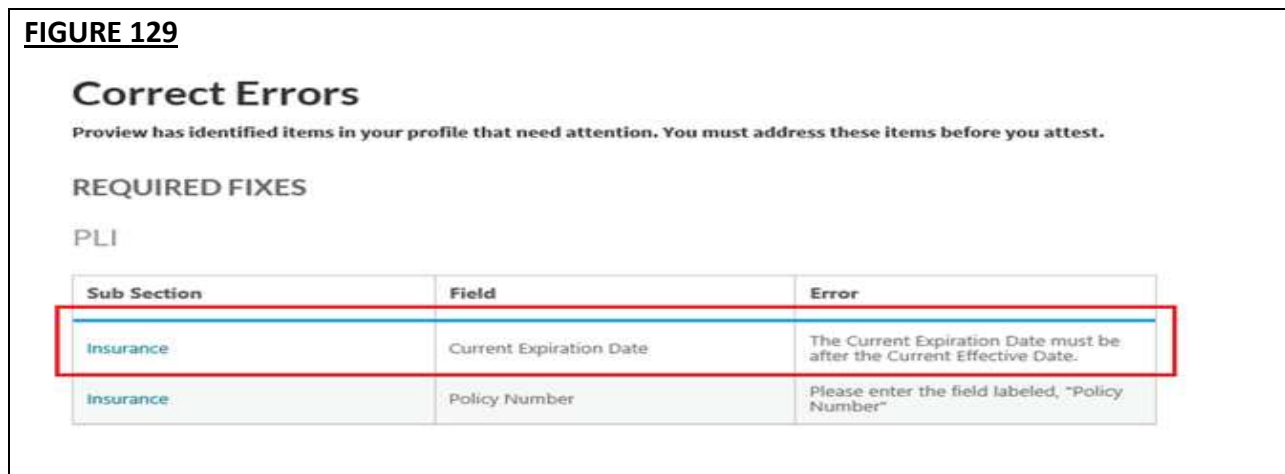 FIGURE 129
Correct Errors
Proview has identified items in your profile that need attention. You must address these items before you attest.
REQUIRED FIXES
PLI
Sub Section Field Error
Insurance Current Expiration Date The Current Expiration Date must be
after the Current Effective Date.
Insurance Policy Number Please enter the field labeled, "Policy
Number"